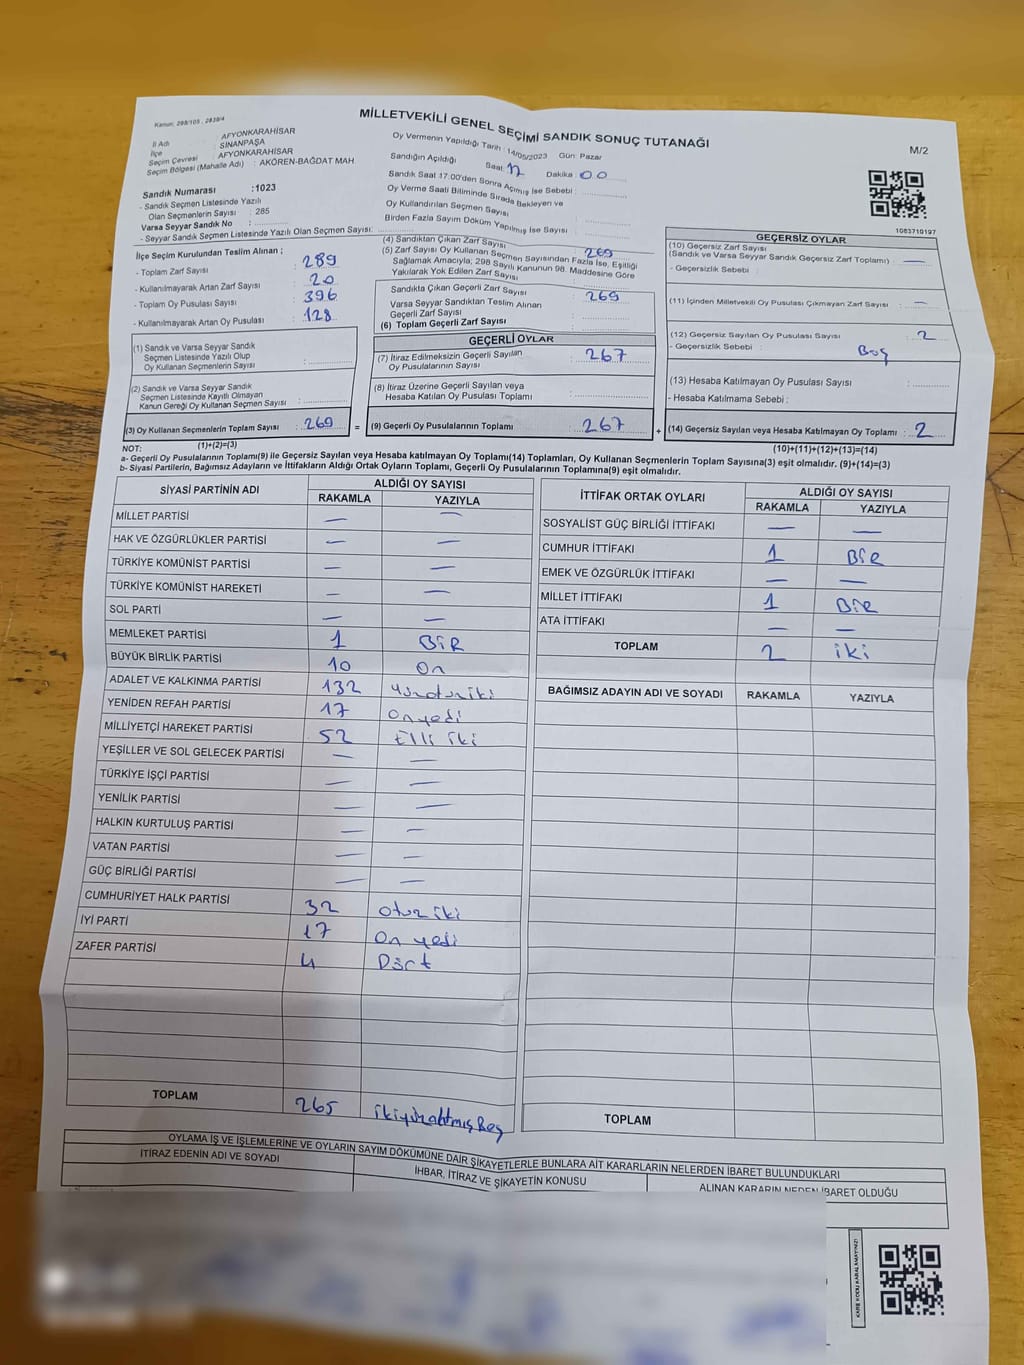 Kanun: 298/105 , 2839/4
MİLLETVEKİLİ GENEL SEÇİMİ SANDIK SONUÇ TUTANAĞI
M/2
İl Adı : AFYONKARAHİSAR
İlçe : SİNANPAŞA
Seçim Çevresi : AFYONKARAHİSAR
Seçim Bölgesi (Mahalle Adı) : AKÖREN-BAĞDAT MAH
Oy Vermenin Yapıldığı Tarih : 14/05/2023 Gün: Pazar
Sandığın Açıldığı Saat 17 Dakika 00
Sandık Saat 17.00'den Sonra Açılmış İse Sebebi :
Oy Verme Saati Bitiminde Sırada Bekleyen ve
Oy Kullandırılan Seçmen Sayısı
Birden Fazla Sayım Döküm Yapılmış İse Sayısı :
Sandık Numarası :1023
- Sandık Seçmen Listesinde Yazılı
Olan Seçmenlerin Sayısı : 285
Varsa Seyyar Sandık No :
- Seyyar Sandık Seçmen Listesinde Yazılı Olan Seçmen Sayısı:
1083719197
İlçe Seçim Kurulundan Teslim Alınan ;
- Toplam Zarf Sayısı : 289
- Kullanılmayarak Artan Zarf Sayısı : 20
- Toplam Oy Pusulası Sayısı : 396
- Kullanılmayarak Artan Oy Pusulası : 128
(4) Sandıktan Çıkan Zarf Sayısı : 269
(5) Zarf Sayısı Oy Kullanan Seçmen Sayısından Fazla İse, Eşitliği
Sağlamak Amacıyla; 298 Sayılı Kanunun 98. Maddesine Göre
Yakılarak Yok Edilen Zarf Sayısı
Sandıkta Çıkan Geçerli Zarf Sayısı : 269
Varsa Seyyar Sandıktan Teslim Alınan
Geçerli Zarf Sayısı
(6) Toplam Geçerli Zarf Sayısı
GEÇERSİZ OYLAR
(10) Geçersiz Zarf Sayısı
(Sandık ve Varsa Seyyar Sandık Geçersiz Zarf Toplamı) : —
- Geçersizlik Sebebi :
(11) İçinden Milletvekili Oy Pusulası Çıkmayan Zarf Sayısı : —
(12) Geçersiz Sayılan Oy Pusulası Sayısı : 2
- Geçersizlik Sebebi : Boş
(13) Hesaba Katılmayan Oy Pusulası Sayısı :
- Hesaba Katılmama Sebebi :
(1) Sandık ve Varsa Seyyar Sandık
Seçmen Listesinde Yazılı Olup
Oy Kullanan Seçmenlerin Sayısı :
(2) Sandık ve Varsa Seyyar Sandık
Seçmen Listesinde Kayıtlı Olmayan
Kanun Gereği Oy Kullanan Seçmen Sayısı :
GEÇERLİ OYLAR
(7) İtiraz Edilmeksizin Geçerli Sayılan
Oy Pusulalarının Sayısı : 267
(8) İtiraz Üzerine Geçerli Sayılan veya
Hesaba Katılan Oy Pusulası Toplamı :
(3) Oy Kullanan Seçmenlerin Toplam Sayısı : 269 = (9) Geçerli Oy Pusulalarının Toplamı : 267 + (14) Geçersiz Sayılan veya Hesaba Katılmayan Oy Toplamı : 2
NOT: (1)+(2)=(3) (10)+(11)+(12)+(13)=(14)
a- Geçerli Oy Pusulalarının Toplamı(9) ile Geçersiz Sayılan veya Hesaba katılmayan Oy Toplamı(14) Toplamları, Oy Kullanan Seçmenlerin Toplam Sayısına(3) eşit olmalıdır. (9)+(14)=(3)
b- Siyasi Partilerin, Bağımsız Adayların ve İttifakların Aldığı Ortak Oyların Toplamı, Geçerli Oy Pusulalarının Toplamına(9) eşit olmalıdır.
SİYASİ PARTİNİN ADI ALDIĞI OY SAYISI
RAKAMLA YAZIYLA
MİLLET PARTİSİ — —
HAK VE ÖZGÜRLÜKLER PARTİSİ — —
TÜRKİYE KOMÜNİST PARTİSİ — —
TÜRKİYE KOMÜNİST HAREKETİ — —
SOL PARTİ — —
MEMLEKET PARTİSİ 1 BİR
BÜYÜK BİRLİK PARTİSİ 10 On
ADALET VE KALKINMA PARTİSİ 132 yüzotuziki
YENİDEN REFAH PARTİSİ 17 Onyedi
MİLLİYETÇİ HAREKET PARTİSİ 52 Elli iki
YEŞİLLER VE SOL GELECEK PARTİSİ — —
TÜRKİYE İŞÇİ PARTİSİ — —
YENİLİK PARTİSİ — —
HALKIN KURTULUŞ PARTİSİ — —
VATAN PARTİSİ — —
GÜÇ BİRLİĞİ PARTİSİ — —
CUMHURİYET HALK PARTİSİ 32 otuz iki
İYİ PARTİ 17 On yedi
ZAFER PARTİSİ 4 Dört
TOPLAM 265 ikiyüzaltmışBeş
İTTİFAK ORTAK OYLARI ALDIĞI OY SAYISI
RAKAMLA YAZIYLA
SOSYALİST GÜÇ BİRLİĞİ İTTİFAKI — —
CUMHUR İTTİFAKI 1 BİR
EMEK VE ÖZGÜRLÜK İTTİFAKI — —
MİLLET İTTİFAKI 1 BİR
ATA İTTİFAKI — —
TOPLAM 2 iki
BAĞIMSIZ ADAYIN ADI VE SOYADI RAKAMLA YAZIYLA
TOPLAM
OYLAMA İŞ VE İŞLEMLERİNE VE OYLARIN SAYIM DÖKÜMÜNE DAİR ŞİKAYETLERLE BUNLARA AİT KARARLARIN NELERDEN İBARET BULUNDUKLARI
İTİRAZ EDENİN ADI VE SOYADI İHBAR, İTİRAZ VE ŞİKAYETİN KONUSU ALINAN KARARIN NEDEN İBARET OLDUĞU
KARE KODU KARALAMAYINIZ!